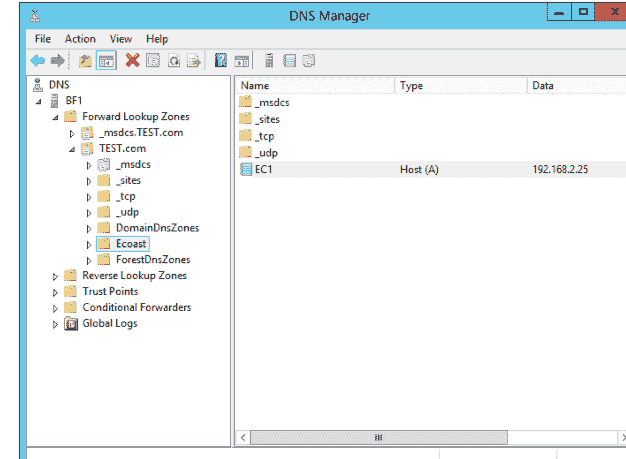 DNS Manager
File Action View Help
DNS
BF1
Forward Lookup Zones
_msdcs.TEST.com
TEST.com
_msdcs
_sites
_tcp
_udp
DomainDnsZones
Ecoast
ForestDnsZones
Reverse Lookup Zones
Trust Points
Conditional Forwarders
Global Logs
Name Type Data
_msdcs
_sites
_tcp
_udp
EC1 Host (A) 192.168.2.25